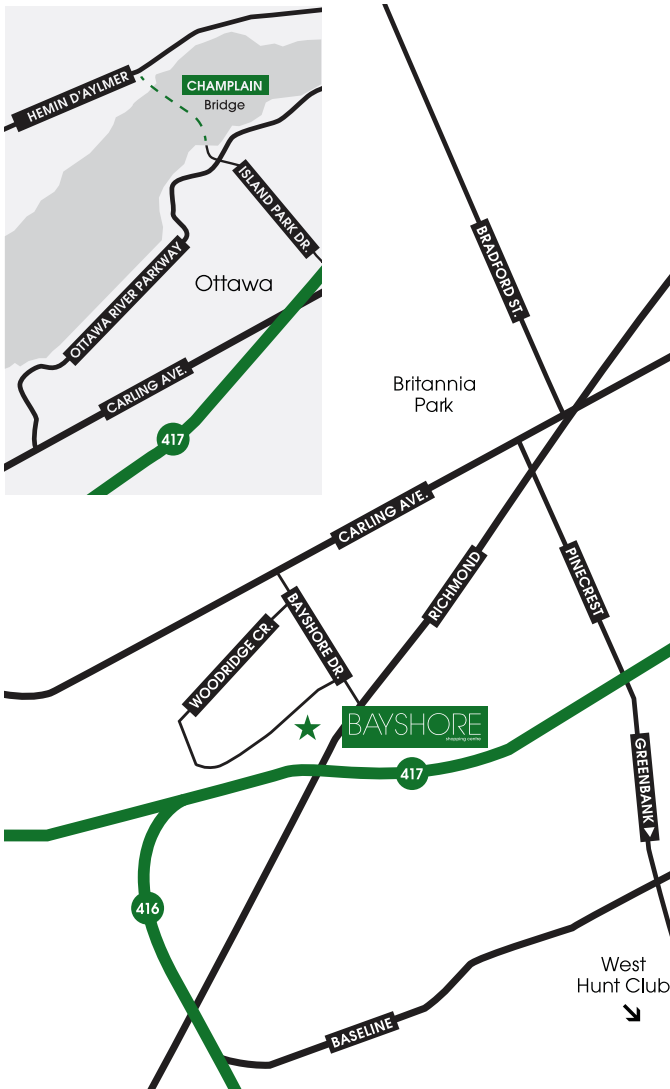 CHAMPLAIN
Bridge
HEMIN D'AYLMER
ISLAND PARK DR.
OTTAWA RIVER PARKWAY
Ottawa
CARLING AVE.
417
BRADFORD ST.
Britannia
Park
CARLING AVE.
RICHMOND
PINECREST
BAYSHORE DR.
WOODRIDGE CR.
BAYSHORE
shopping centre
417
GREENBANK
416
West
Hunt Club
BASELINE